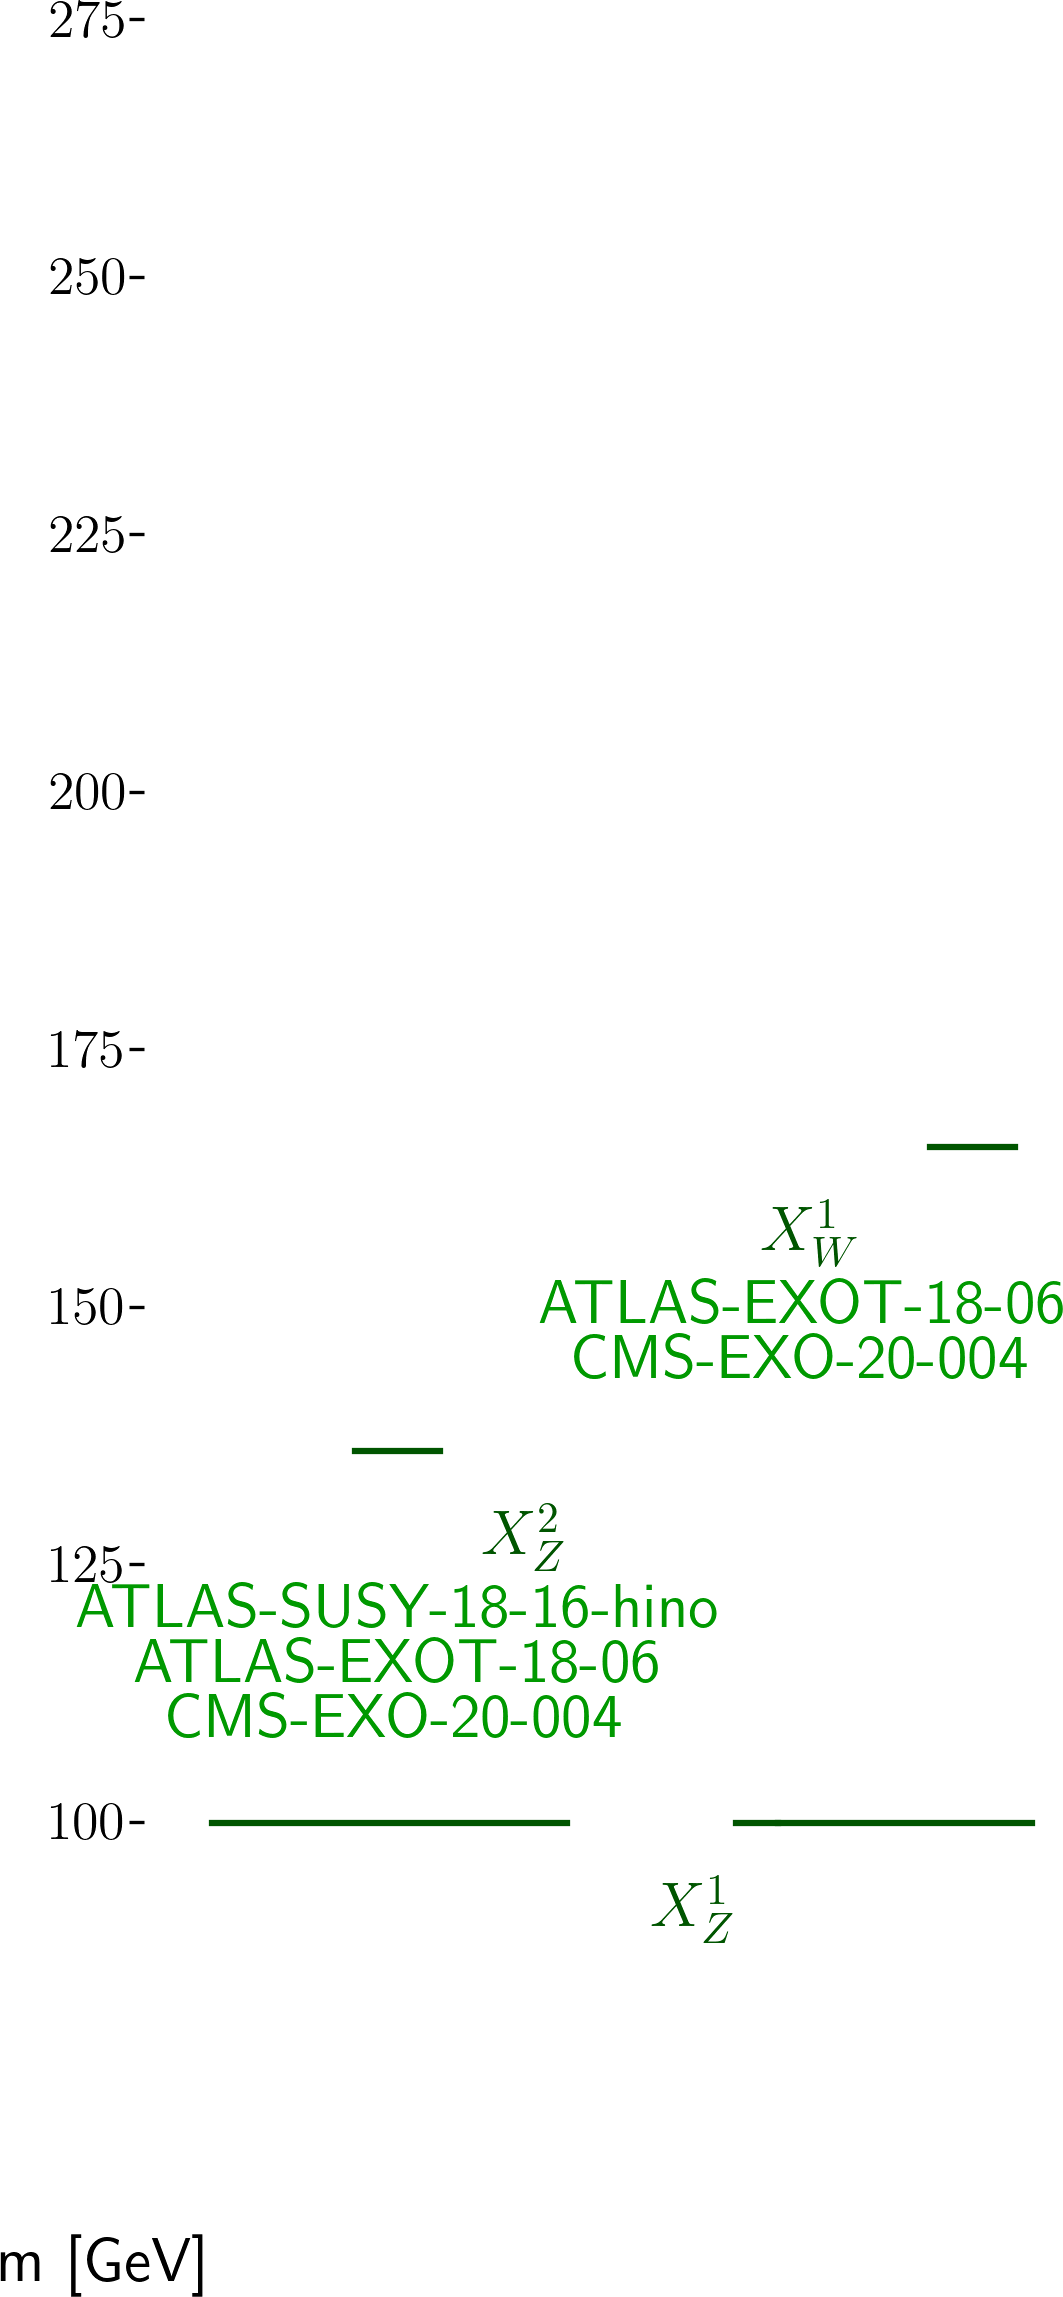 275-
250-
225-
200-
175-
X_W^1
150-
ATLAS-EXOT-18-06
CMS-EXO-20-004
X_Z^2
125-
ATLAS-SUSY-18-16-hino
ATLAS-EXOT-18-06
CMS-EXO-20-004
100-
X_Z^1
m [GeV]